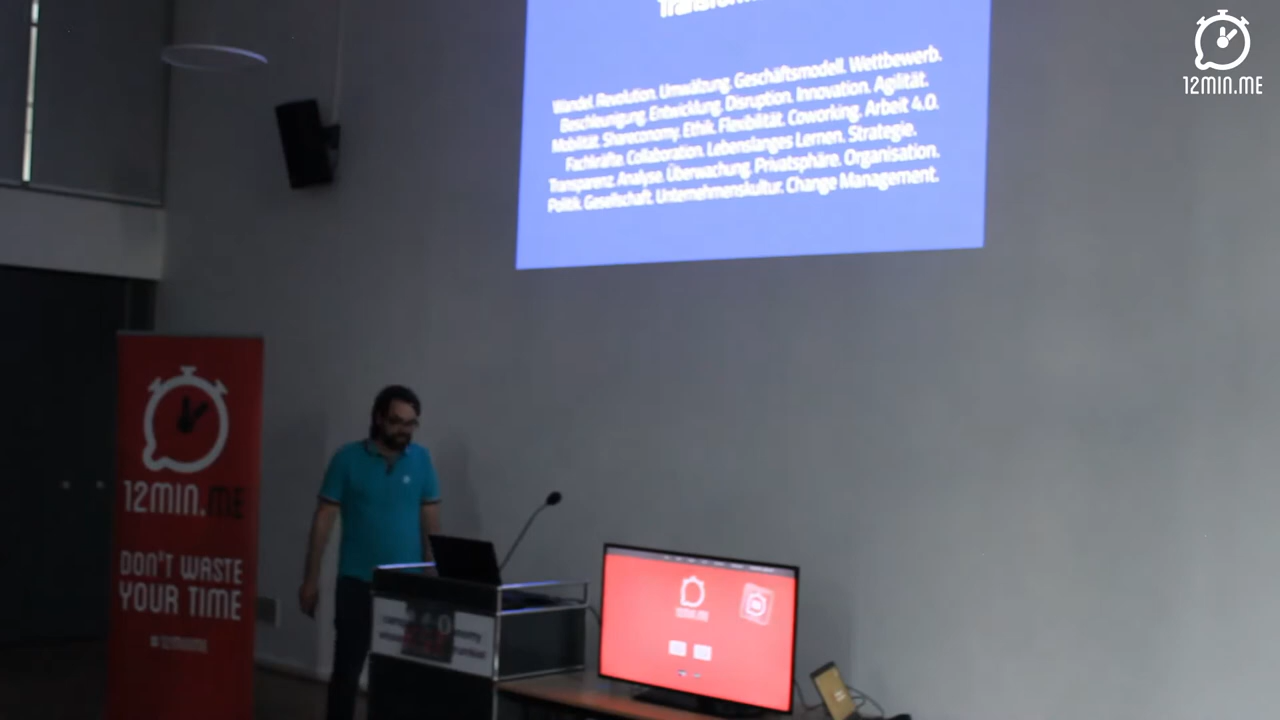 12MIN.ME
Wandel. Revolution. Umwälzung. Geschäftsmodell. Wettbewerb.
Beschleunigung. Entwicklung. Disruption. Innovation. Agilität.
Mobilität. Shareconomy. Ethik. Flexibilität. Coworking. Arbeit 4.0.
Fachkräfte. Collaboration. Lebenslanges Lernen. Strategie.
Transparenz. Analyse. Überwachung. Privatsphäre. Organisation.
Politik. Gesellschaft. Unternehmenskultur. Change Management.
12MIN.ME
DON'T WASTE
YOUR TIME
#12MINME
12MIN.ME